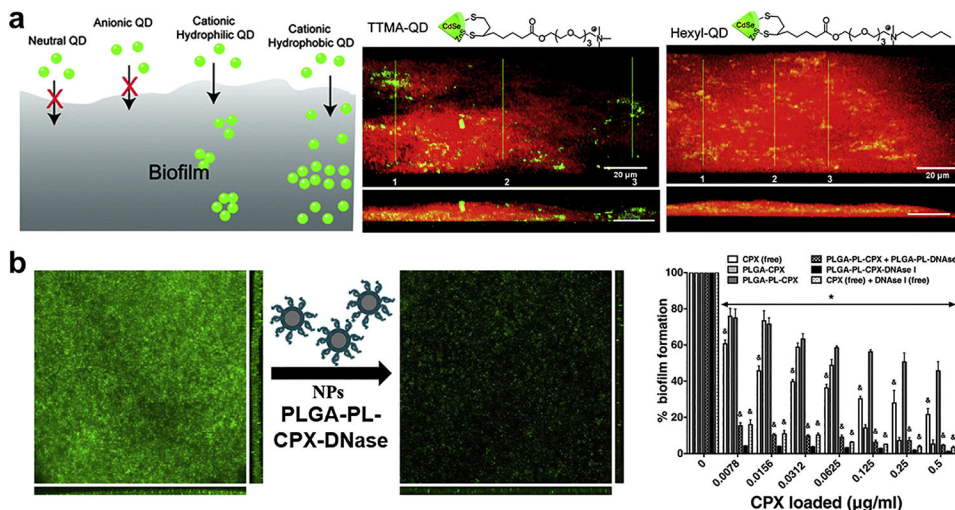 a
Neutral QD
Anionic QD
Cationic
Hydrophilic QD
Cationic
Hydrophobic QD
Biofilm
TTMA-QD
CdSe
ZnS
S
S
O
O
O
3
N
⊕
20 µm
1
2
3
Hexyl-QD
CdSe
ZnS
S
S
O
O
O
3
N
⊕
20 µm
1
2
3
b
NPs
PLGA-PL-
CPX-DNase
CPX (free)
PLGA-CPX
PLGA-PL-CPX
PLGA-PL-CPX + PLGA-PL-DNAse
PLGA-PL-CPX-DNAse I
CPX (free) + DNAse I (free)
*
% biofilm formation
100
80
60
40
20
0
& & & & & & & & & & & & & & & & & & & & &
0
0.0078
0.0156
0.0312
0.0625
0.125
0.25
0.5
CPX loaded (µg/ml)